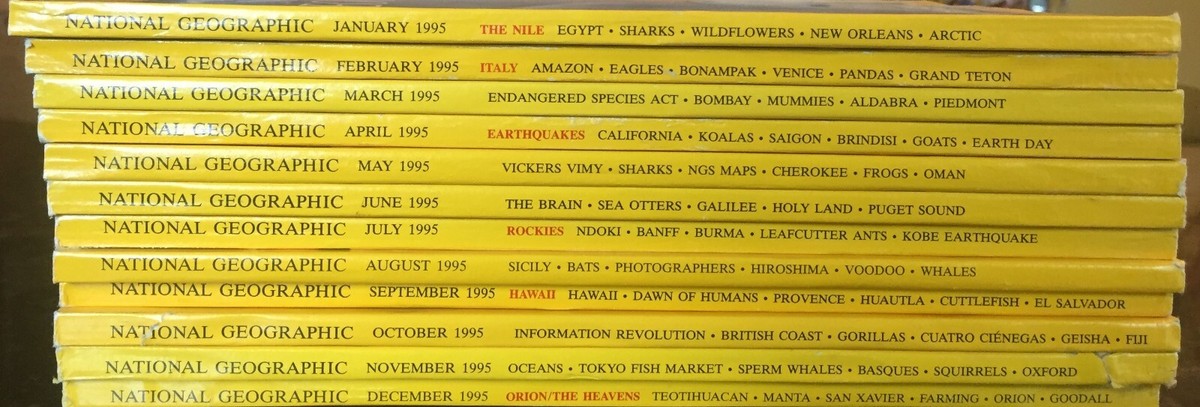 NATIONAL GEOGRAPHIC JANUARY 1995 THE NILE EGYPT • SHARKS • WILDFLOWERS • NEW ORLEANS • ARCTIC
NATIONAL GEOGRAPHIC FEBRUARY 1995 ITALY AMAZON • EAGLES • BONAMPAK • VENICE • PANDAS • GRAND TETON
NATIONAL GEOGRAPHIC MARCH 1995 ENDANGERED SPECIES ACT • BOMBAY • MUMMIES • ALDABRA • PIEDMONT
NATIONAL GEOGRAPHIC APRIL 1995 EARTHQUAKES CALIFORNIA • KOALAS • SAIGON • BRINDISI • GOATS • EARTH DAY
NATIONAL GEOGRAPHIC MAY 1995 VICKERS VIMY • SHARKS • NGS MAPS • CHEROKEE • FROGS • OMAN
NATIONAL GEOGRAPHIC JUNE 1995 THE BRAIN • SEA OTTERS • GALILEE • HOLY LAND • PUGET SOUND
NATIONAL GEOGRAPHIC JULY 1995 ROCKIES NDOKI • BANFF • BURMA • LEAFCUTTER ANTS • KOBE EARTHQUAKE
NATIONAL GEOGRAPHIC AUGUST 1995 SICILY • BATS • PHOTOGRAPHERS • HIROSHIMA • VOODOO • WHALES
NATIONAL GEOGRAPHIC SEPTEMBER 1995 HAWAII HAWAII • DAWN OF HUMANS • PROVENCE • HUAUTLA • CUTTLEFISH • EL SALVADOR
NATIONAL GEOGRAPHIC OCTOBER 1995 INFORMATION REVOLUTION • BRITISH COAST • GORILLAS • CUATRO CIÉNEGAS • GEISHA • FIJI
NATIONAL GEOGRAPHIC NOVEMBER 1995 OCEANS • TOKYO FISH MARKET • SPERM WHALES • BASQUES • SQUIRRELS • OXFORD
NATIONAL GEOGRAPHIC DECEMBER 1995 ORION/THE HEAVENS TEOTIHUACAN • MANTA • SAN XAVIER • FARMING • ORION • GOODALL